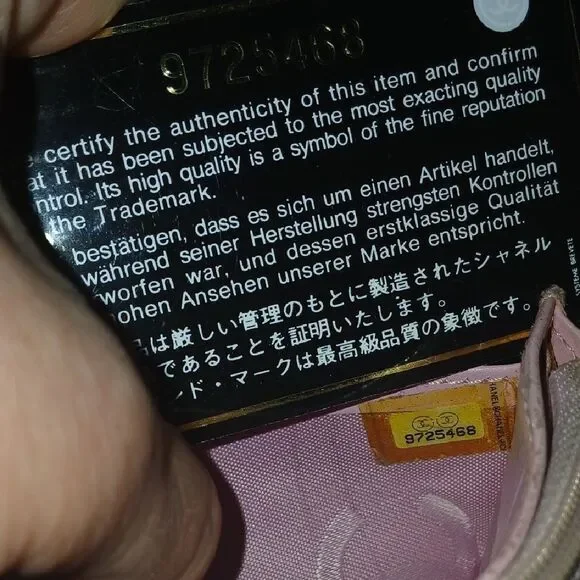 9725468
certify the authenticity of this item and confirm
it has been subjected to the most exacting quality
Its high quality is a symbol of the fine reputation
the Trademark.
bestätigen, dass es sich um einen Artikel handelt,
während seiner Herstellung strengsten Kontrollen
worfen war, und dessen erstklassige Qualität
ohen Ansehen unserer Marke entspricht.
品は厳しい管理のもとに製造されたシャネル
であることを証明いたします。
ンド・マークは最高級品質の象徴です。
9725468